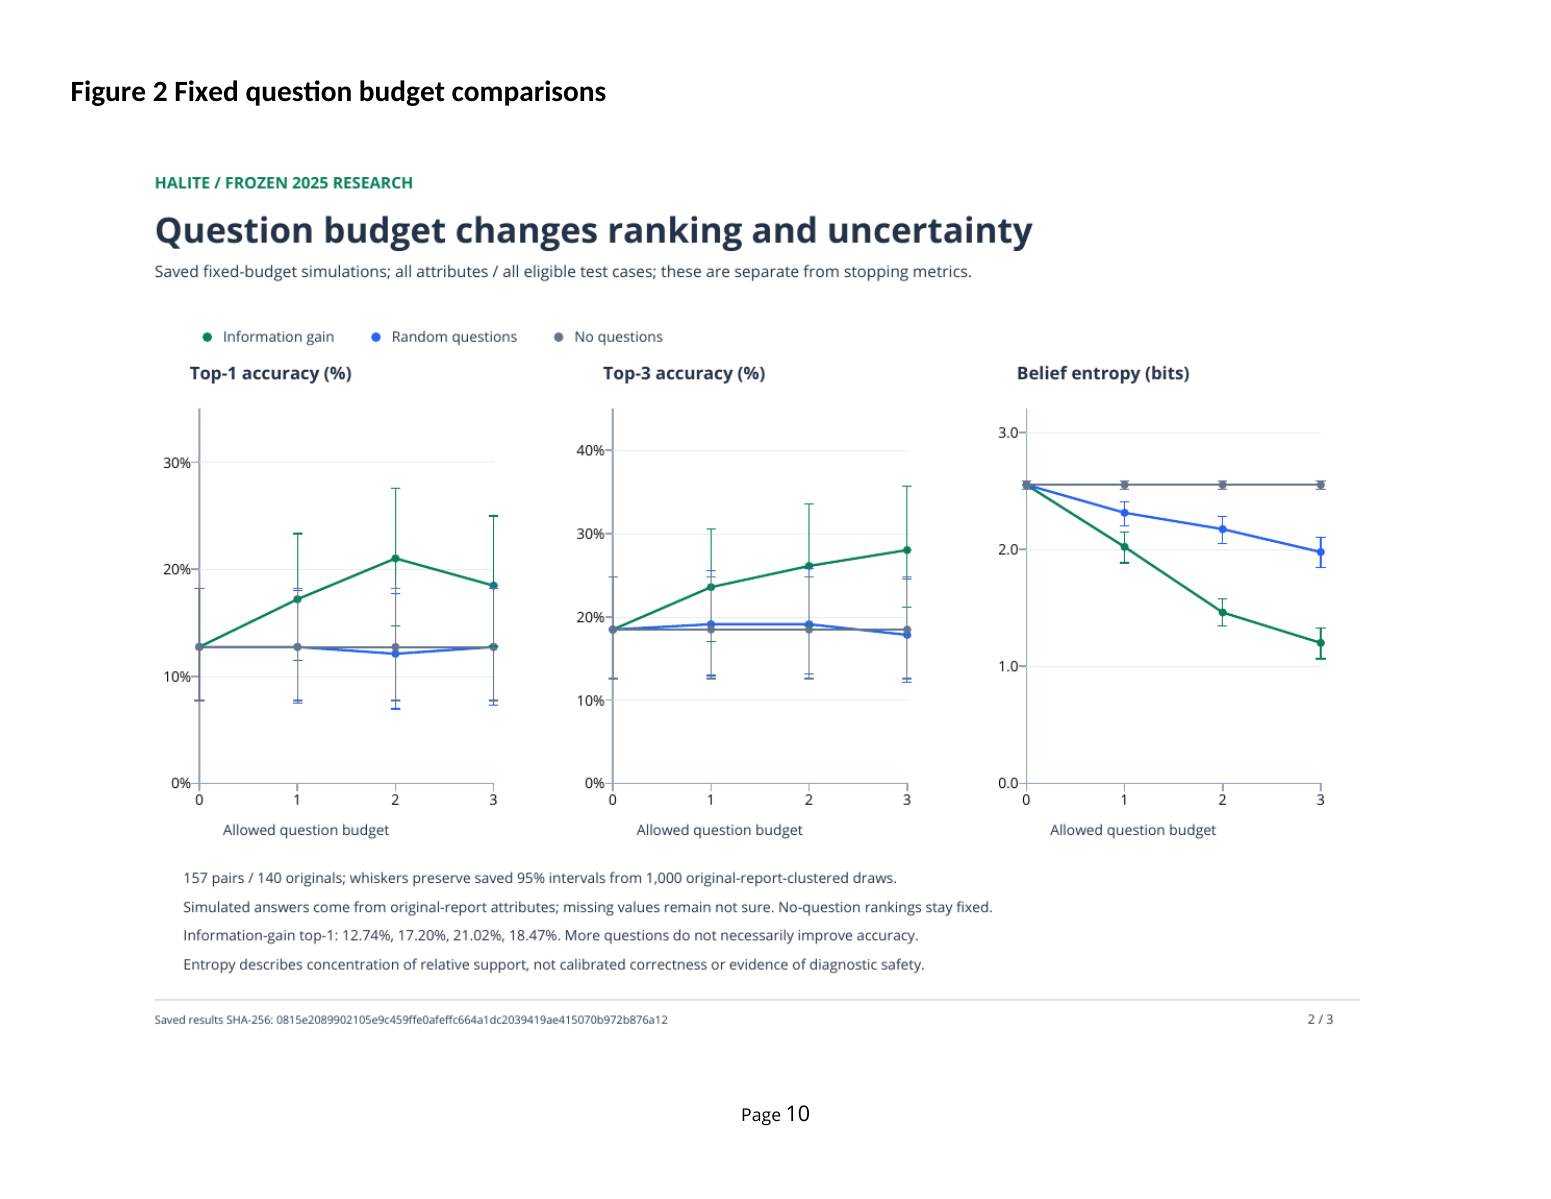 Figure 2 Fixed question budget comparisons
HALITE / FROZEN 2025 RESEARCH
Question budget changes ranking and uncertainty
Saved fixed-budget simulations; all attributes / all eligible test cases; these are separate from stopping metrics.
Information gain
Random questions
No questions
Top-1 accuracy (%)
30%
20%
10%
0%
0 1 2 3
Allowed question budget
Top-3 accuracy (%)
40%
30%
20%
10%
0%
0 1 2 3
Allowed question budget
Belief entropy (bits)
3.0
2.0
1.0
0.0
0 1 2 3
Allowed question budget
157 pairs / 140 originals; whiskers preserve saved 95% intervals from 1,000 original-report-clustered draws.
Simulated answers come from original-report attributes; missing values remain not sure. No-question rankings stay fixed.
Information-gain top-1: 12.74%, 17.20%, 21.02%, 18.47%. More questions do not necessarily improve accuracy.
Entropy describes concentration of relative support, not calibrated correctness or evidence of diagnostic safety.
Saved results SHA-256: 0815e2089902105e9c459ffe0afeffc664a1dc2039419ae415070b972b876a12
2 / 3
Page 10